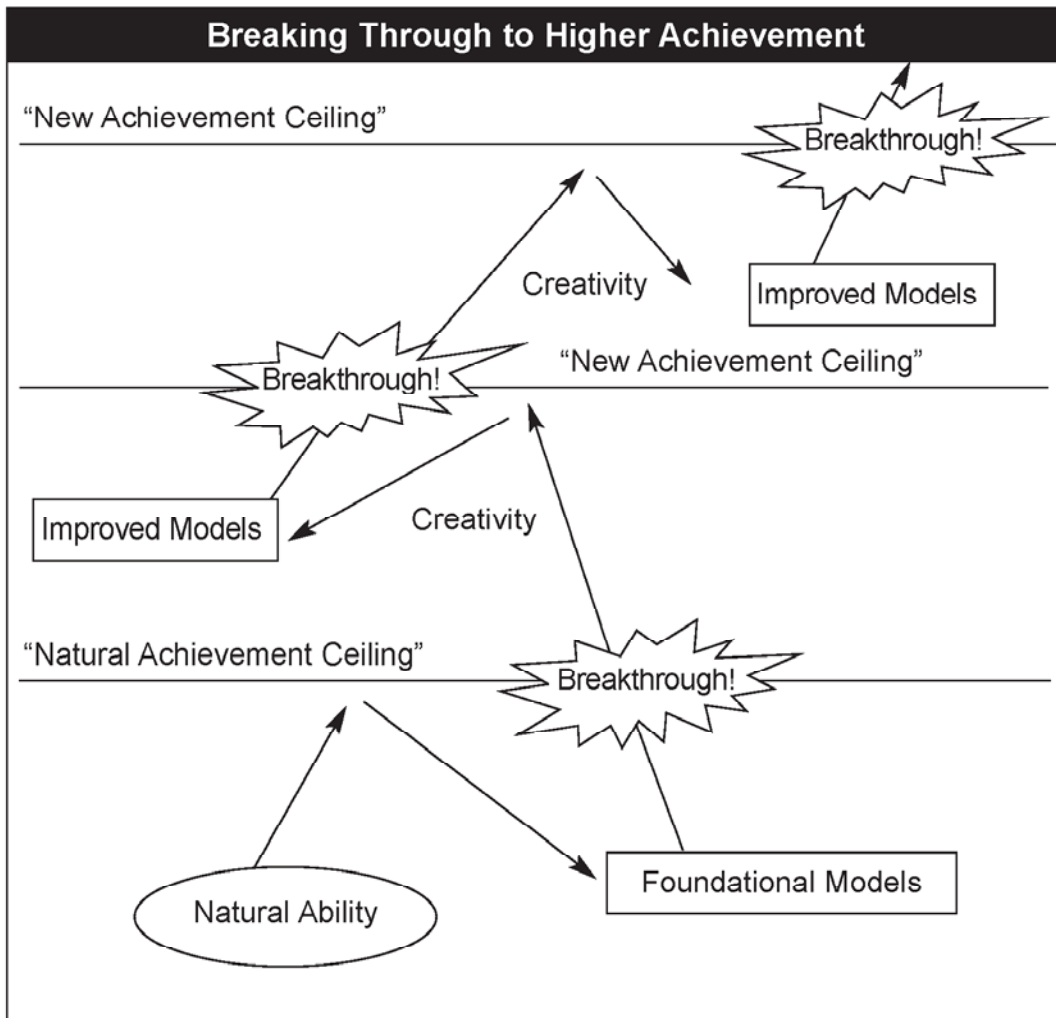 Breaking Through to Higher Achievement
“New Achievement Ceiling”
Breakthrough!
Creativity
Improved Models
“New Achievement Ceiling”
Breakthrough!
Improved Models
Creativity
“Natural Achievement Ceiling”
Breakthrough!
Foundational Models
Natural Ability